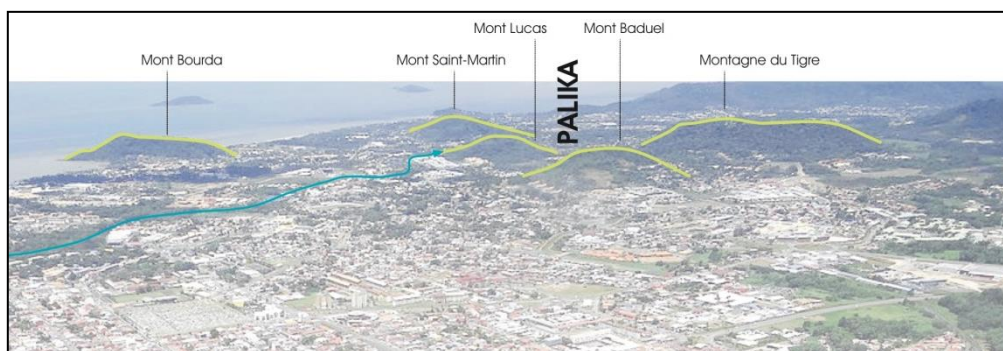 Mont Lucas
Mont Baduel
Mont Bourda
Mont Saint-Martin
PALIKA
Montagne du Tigre